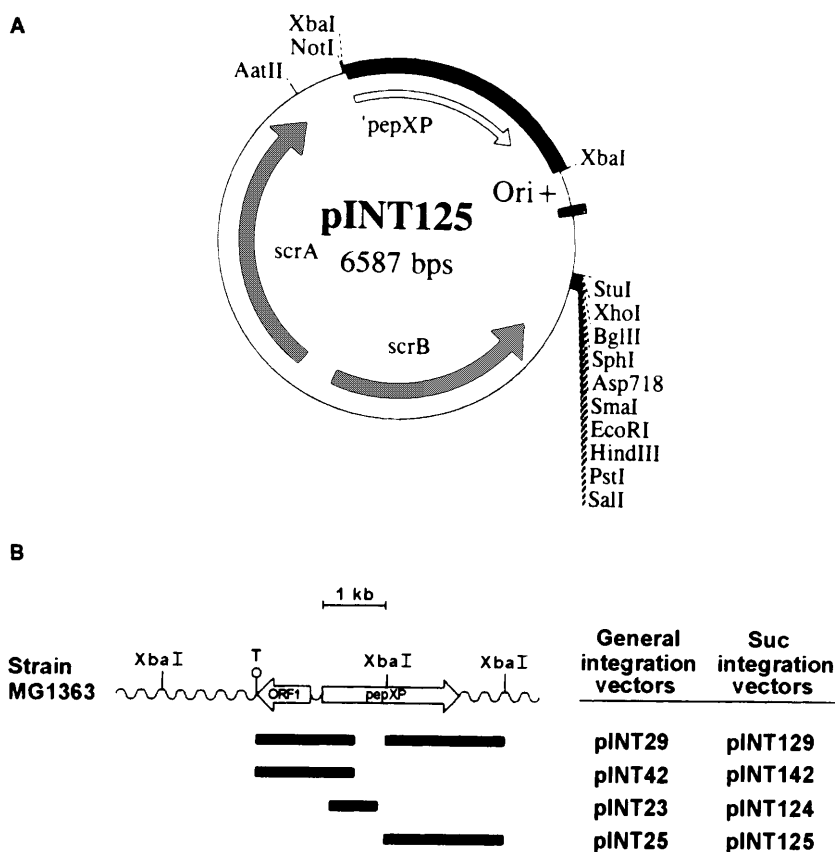 A
XbaI
NotI
AatII
'pepXP
XbaI
Ori +
pINT125
6587 bps
scrA
scrB
StuI
XhoI
BglII
SphI
Asp718
SmaI
EcoRI
HindIII
PstI
SalI
B
1 kb
Strain
MG1363
XbaI
T
XbaI
XbaI
ORF1
pepXP
General
integration
vectors
Suc
integration
vectors
pINT29 pINT129
pINT42 pINT142
pINT23 pINT124
pINT25 pINT125